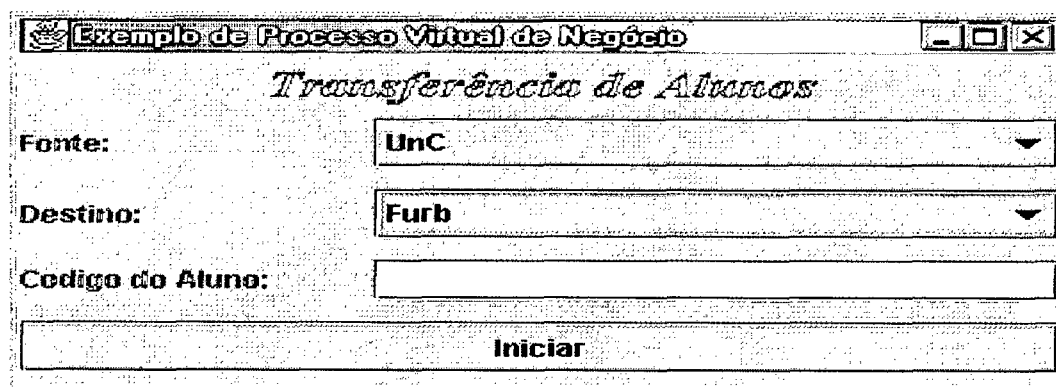 Exemplo de Processo Virtual de Negócio
Transferência de Alunos
Fonte: UnC
Destino: Furb
Codigo do Aluno:
Iniciar